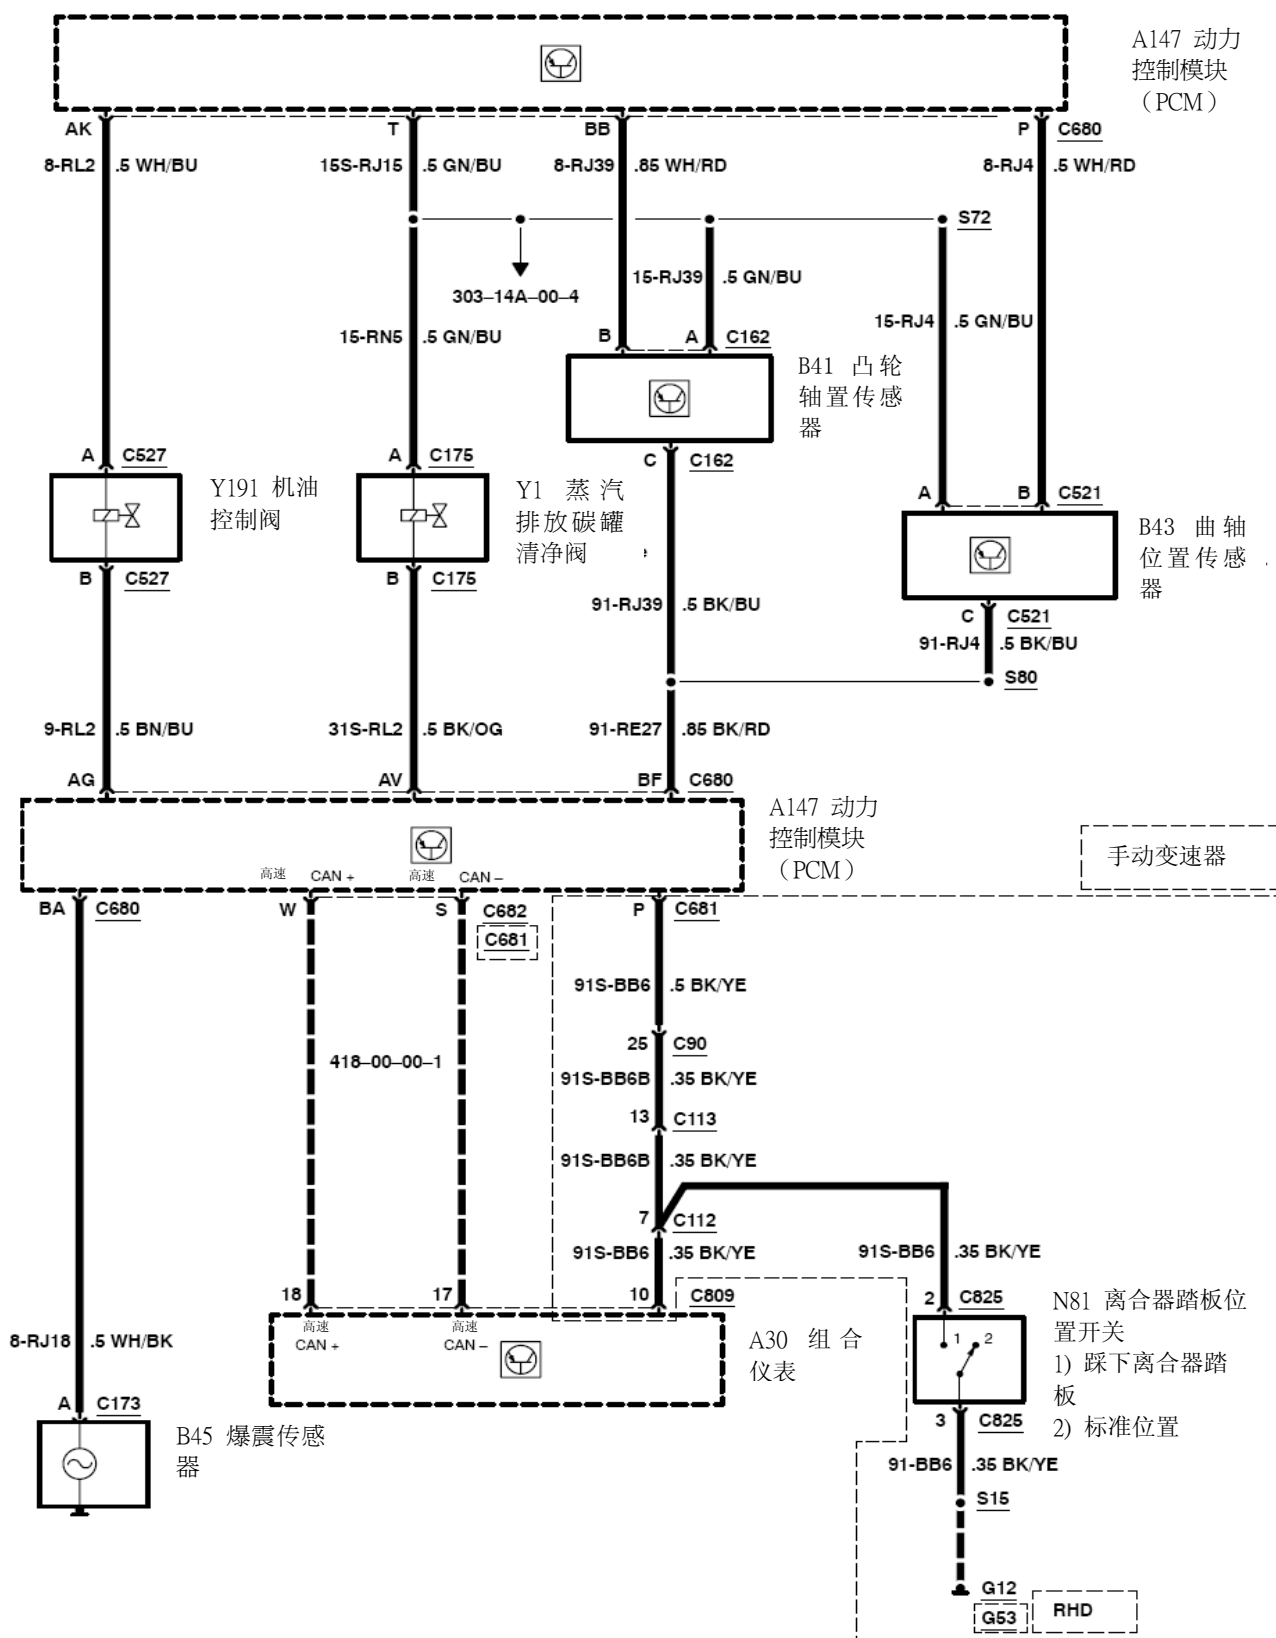 A147 动力
控制模块
（PCM）
AK
T
BB
P
C680
8-RL2
.5 WH/BU
15S-RJ15
.5 GN/BU
8-RJ39
.85 WH/RD
8-RJ4
.5 WH/RD
S72
303–14A–00–4
15-RJ39
.5 GN/BU
15-RN5
.5 GN/BU
15-RJ4
.5 GN/BU
B
A
C162
B41 凸轮
轴置传感
器
A
C527
A
C175
C
C162
Y191 机油
控制阀
Y1 蒸汽
排放碳罐
清净阀
A
B
C521
B43 曲轴
位置传感
器
B
C527
B
C175
91-RJ39
.5 BK/BU
C
C521
91-RJ4
.5 BK/BU
S80
9-RL2
.5 BN/BU
31S-RL2
.5 BK/OG
91-RE27
.85 BK/RD
AG
AV
BF
C680
A147 动力
控制模块
（PCM）
手动变速器
高速 CAN +
高速 CAN –
BA
C680
W
S
C682
C681
P
C681
91S-BB6
.5 BK/YE
25
C90
418–00–00–1
91S-BB6B
.35 BK/YE
13
C113
91S-BB6B
.35 BK/YE
7
C112
91S-BB6
.35 BK/YE
91S-BB6
.35 BK/YE
18
17
10
C809
2
C825
N81 离合器踏板位
置开关
1) 踩下离合器踏
板
2) 标准位置
高速
CAN +
高速
CAN –
A30 组合
仪表
1
2
8-RJ18
.5 WH/BK
A
C173
B45 爆震传感
器
3
C825
91-BB6
.35 BK/YE
S15
G12
G53
RHD